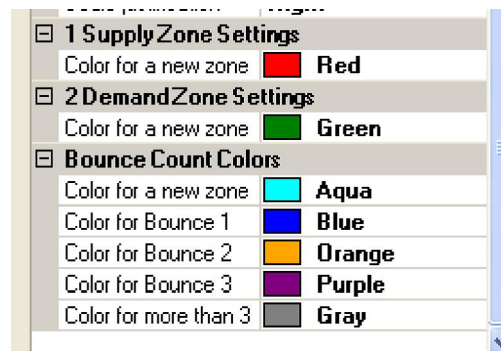 1 Supply Zone Settings
Color for a new zone Red
2 Demand Zone Settings
Color for a new zone Green
Bounce Count Colors
Color for a new zone Aqua
Color for Bounce 1 Blue
Color for Bounce 2 Orange
Color for Bounce 3 Purple
Color for more than 3 Gray